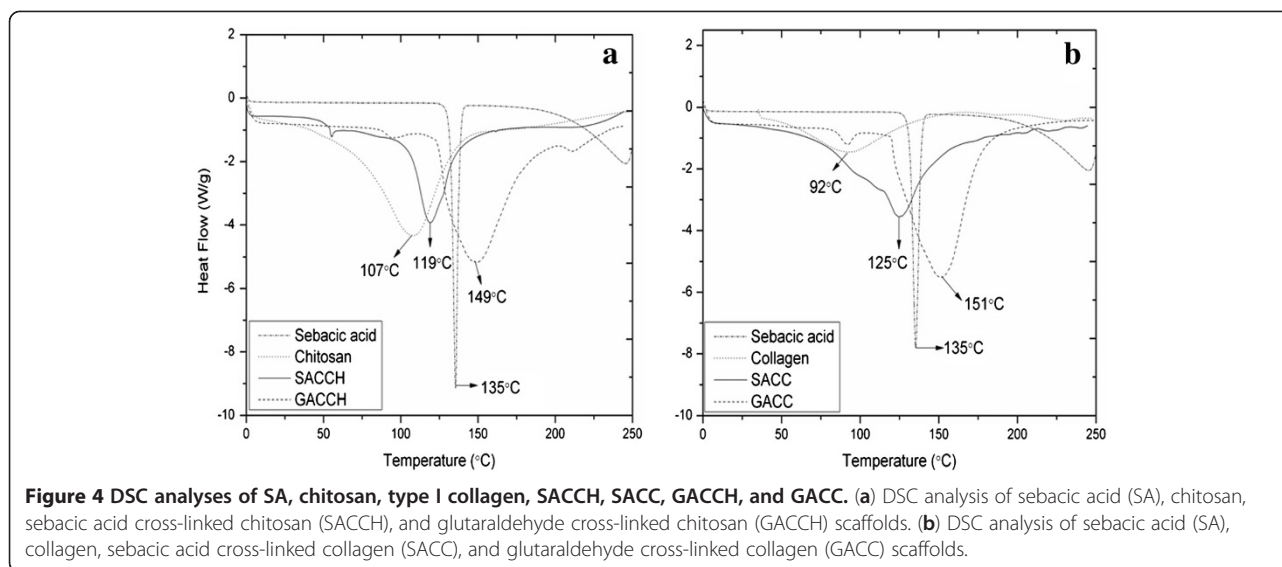 a
2
0
-2
-4
-6
-8
-10
Heat Flow (W/g)
0 50 100 150 200 250
Temperature (°C)
107°C
119°C
149°C
135°C
Sebacic acid
Chitosan
SACCH
GACCH
b
2
0
-2
-4
-6
-8
-10
0 50 100 150 200 250
Temperature (°C)
92°C
125°C
151°C
135°C
Sebacic acid
Collagen
SACC
GACC
Figure 4 DSC analyses of SA, chitosan, type I collagen, SACCH, SACC, GACCH, and GACC. (a) DSC analysis of sebacic acid (SA), chitosan,
sebacic acid cross-linked chitosan (SACCH), and glutaraldehyde cross-linked chitosan (GACCH) scaffolds. (b) DSC analysis of sebacic acid (SA),
collagen, sebacic acid cross-linked collagen (SACC), and glutaraldehyde cross-linked collagen (GACC) scaffolds.